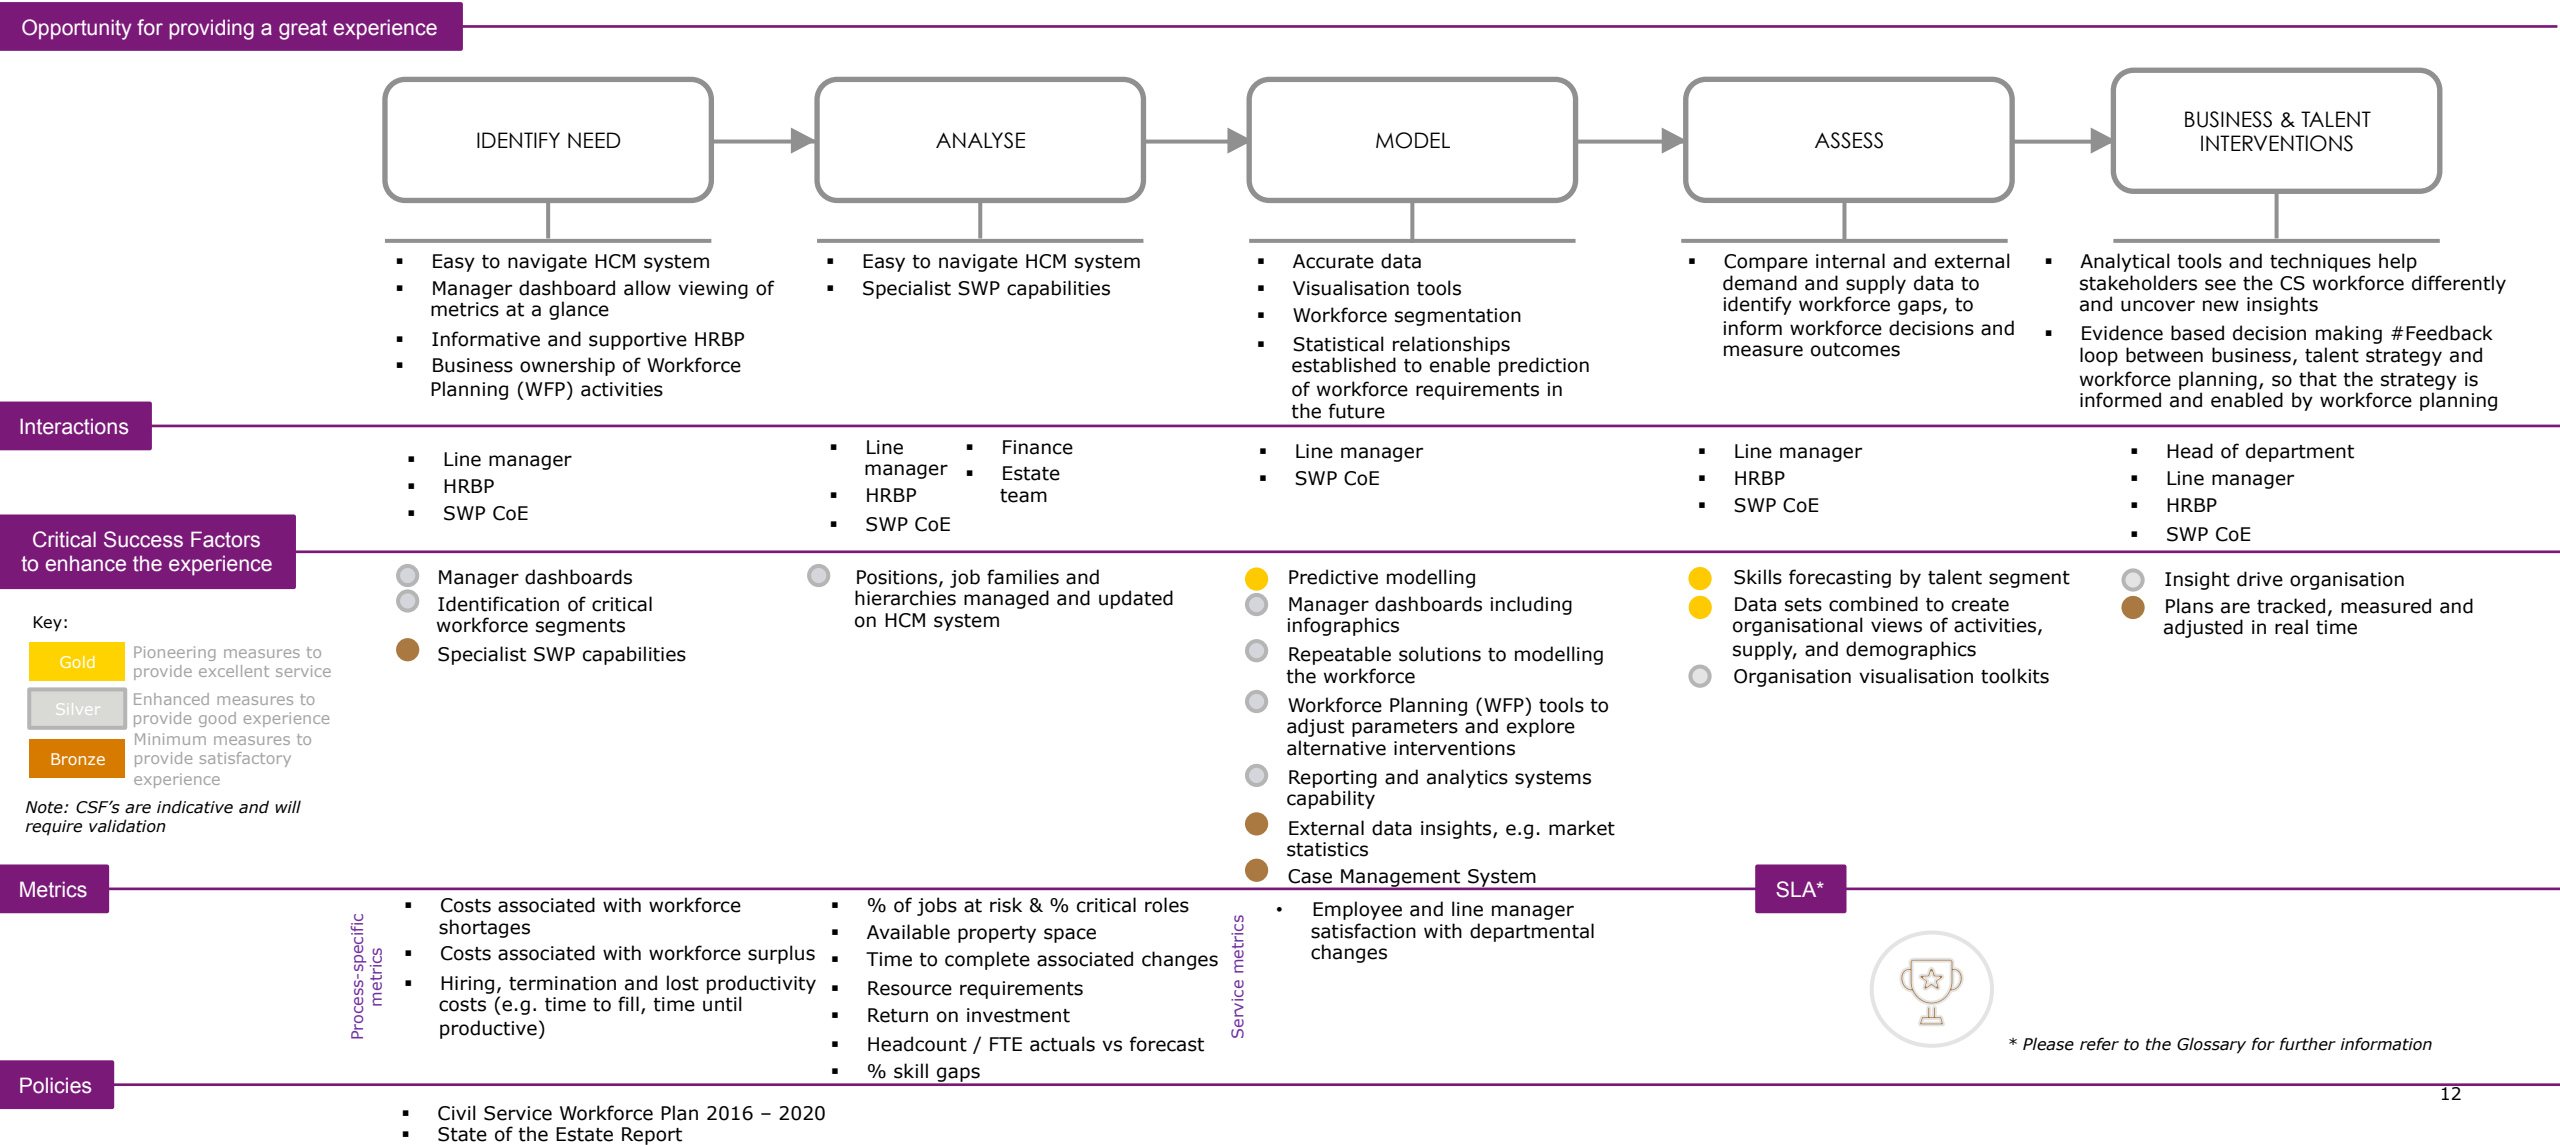 Opportunity for providing a great experience
IDENTIFY NEED
ANALYSE
MODEL
ASSESS
BUSINESS & TALENT
INTERVENTIONS
▪ Easy to navigate HCM system
▪ Manager dashboard allow viewing of
metrics at a glance
▪ Informative and supportive HRBP
▪ Business ownership of Workforce
Planning (WFP) activities
▪ Easy to navigate HCM system
▪ Specialist SWP capabilities
▪ Accurate data
▪ Visualisation tools
▪ Workforce segmentation
▪ Statistical relationships
established to enable prediction
of workforce requirements in
the future
▪ Compare internal and external
demand and supply data to
identify workforce gaps, to
inform workforce decisions and
measure outcomes
▪ Analytical tools and techniques help
stakeholders see the CS workforce differently
and uncover new insights
▪ Evidence based decision making #Feedback
loop between business, talent strategy and
workforce planning, so that the strategy is
informed and enabled by workforce planning
Interactions
▪ Line manager
▪ HRBP
▪ SWP CoE
▪ Line
manager
▪ HRBP
▪ SWP CoE
▪ Finance
▪ Estate
team
▪ Line manager
▪ SWP CoE
▪ Line manager
▪ HRBP
▪ SWP CoE
▪ Head of department
▪ Line manager
▪ HRBP
▪ SWP CoE
Critical Success Factors
to enhance the experience
Key:
Gold
Pioneering measures to
provide excellent service
Silver
Enhanced measures to
provide good experience
Bronze
Minimum measures to
provide satisfactory
experience
Note: CSF's are indicative and will
require validation
Manager dashboards
Identification of critical
workforce segments
Specialist SWP capabilities
Positions, job families and
hierarchies managed and updated
on HCM system
Predictive modelling
Manager dashboards including
infographics
Repeatable solutions to modelling
the workforce
Workforce Planning (WFP) tools to
adjust parameters and explore
alternative interventions
Reporting and analytics systems
capability
External data insights, e.g. market
statistics
Case Management System
Skills forecasting by talent segment
Data sets combined to create
organisational views of activities,
supply, and demographics
Organisation visualisation toolkits
Insight drive organisation
Plans are tracked, measured and
adjusted in real time
Metrics
Process-specific
metrics
▪ Costs associated with workforce
shortages
▪ Costs associated with workforce surplus
▪ Hiring, termination and lost productivity
costs (e.g. time to fill, time until
productive)
▪ % of jobs at risk & % critical roles
▪ Available property space
▪ Time to complete associated changes
▪ Resource requirements
▪ Return on investment
▪ Headcount / FTE actuals vs forecast
▪ % skill gaps
Service metrics
• Employee and line manager
satisfaction with departmental
changes
SLA*
* Please refer to the Glossary for further information
Policies
▪ Civil Service Workforce Plan 2016 – 2020
▪ State of the Estate Report
12